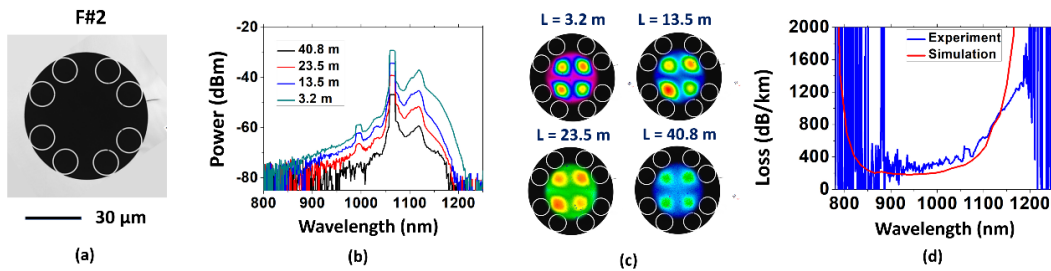 F#2
30 µm
(a)
Power (dBm)
-20
-40
-60
-80
40.8 m
23.5 m
13.5 m
3.2 m
800 900 1000 1100 1200
Wavelength (nm)
(b)
L = 3.2 m L = 13.5 m
L = 23.5 m L = 40.8 m
(c)
Loss (dB/km)
2000
1600
1200
800
400
0
Experiment
Simulation
800 900 1000 1100 1200
Wavelength (nm)
(d)